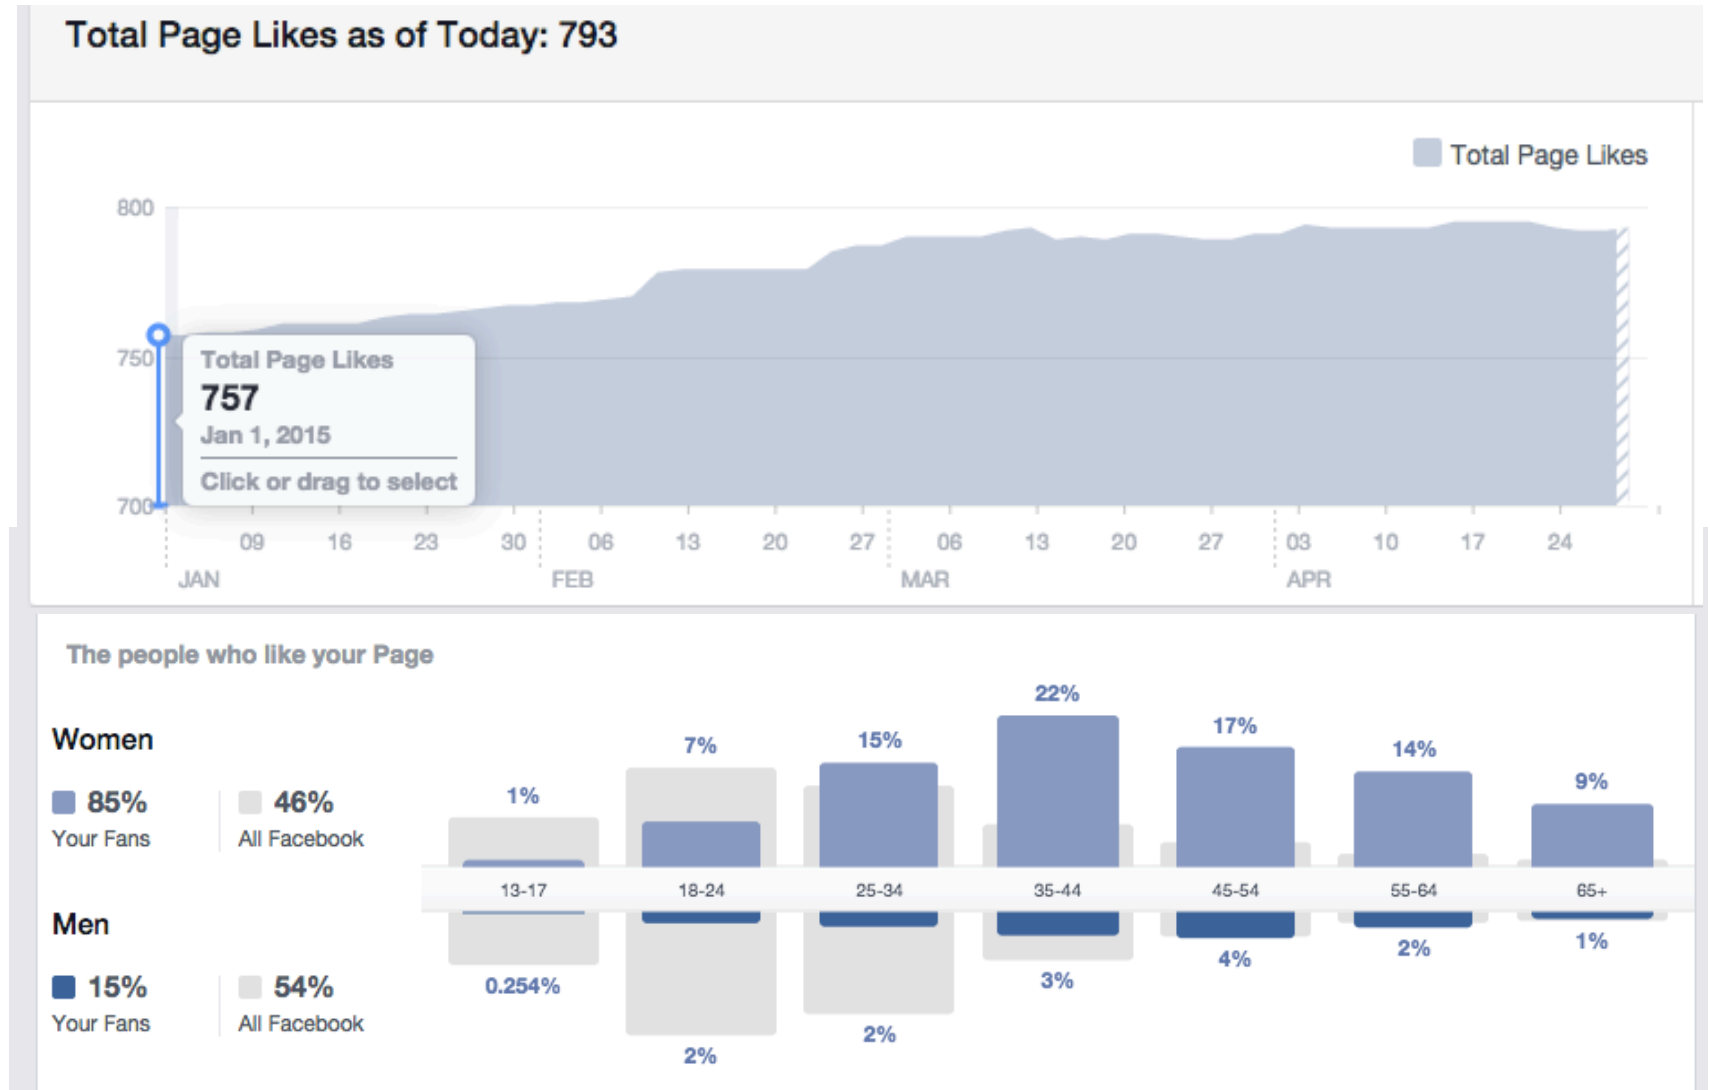 Total Page Likes as of Today: 793
Total Page Likes
800
750
700
Total Page Likes
757
Jan 1, 2015
Click or drag to select
09 16 23 30 06 13 20 27 06 13 20 27 03 10 17 24
JAN FEB MAR APR
The people who like your Page
Women
85% 46%
Your Fans All Facebook
1% 7% 15% 22% 17% 14% 9%
13-17 18-24 25-34 35-44 45-54 55-64 65+
Men
15% 54%
Your Fans All Facebook
0.254% 2% 2% 3% 4% 2% 1%